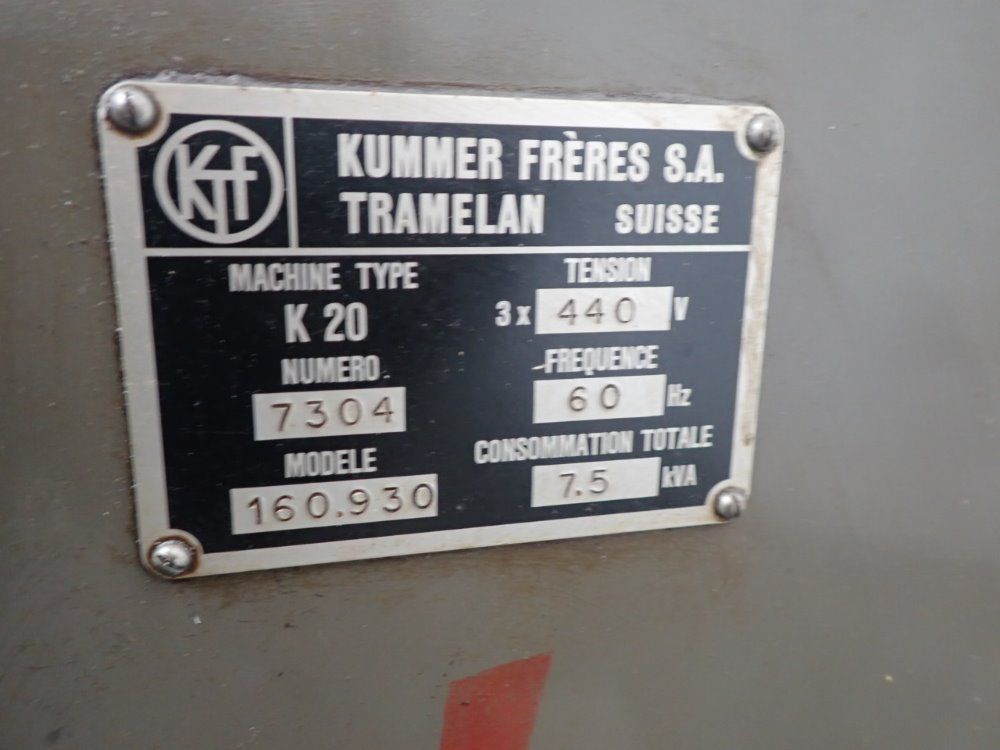 KTF
KUMMER FRÈRES S.A.
TRAMELAN SUISSE
MACHINE TYPE
K 20
NUMERO
7304
MODELE
160.930
TENSION
3 x 440 V
FREQUENCE
60 Hz
CONSOMMATION TOTALE
7.5 kVA